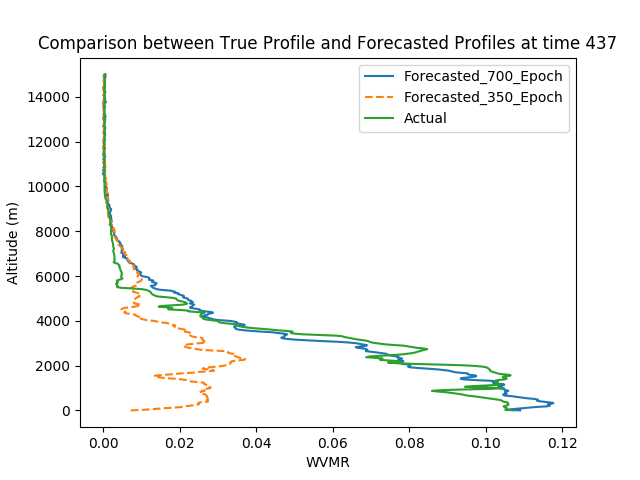 Comparison between True Profile and Forecasted Profiles at time 437
Forecasted_700_Epoch
Forecasted_350_Epoch
Actual
Altitude (m)
14000
12000
10000
8000
6000
4000
2000
0
0.00 0.02 0.04 0.06 0.08 0.10 0.12
WVMR